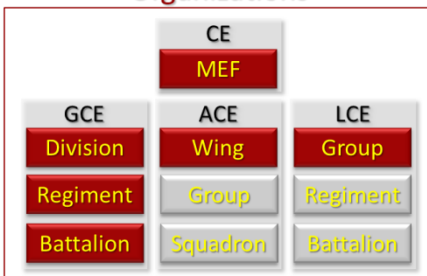 CE
MEF
GCE ACE LCE
Division Wing Group
Regiment Group Regiment
Battalion Squadron Battalion